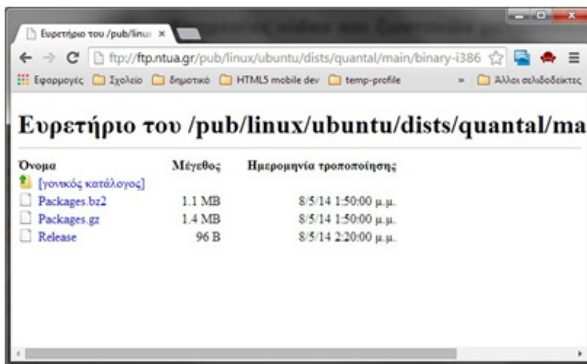 Ευρετήριο του /pub/linu
ftp://ftp.ntua.gr/pub/linux/ubuntu/dists/quantal/main/binary-i386
Εφαρμογές Σχολείο δημοτικό HTML5 mobile dev temp-profile » Άλλοι σελιδοδείκτες
Ευρετήριο του /pub/linux/ubuntu/dists/quantal/ma
Όνομα Μέγεθος Ημερομηνία τροποποίησης
[γονικός κατάλογος]
Packages.bz2 1.1 MB 8/5/14 1:50:00 μ.μ.
Packages.gz 1.4 MB 8/5/14 1:50:00 μ.μ.
Release 96 B 8/5/14 2:20:00 μ.μ.